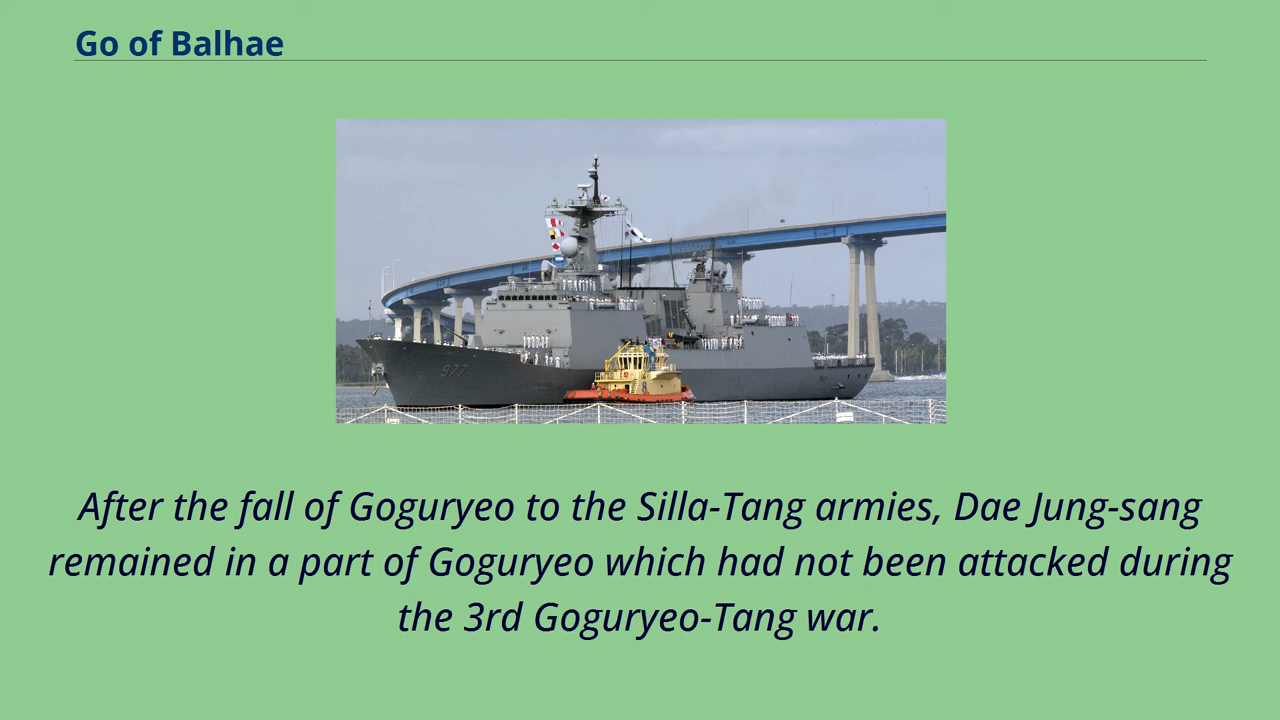 Go of Balhae
977
After the fall of Goguryeo to the Silla-Tang armies, Dae Jung-sang
remained in a part of Goguryeo which had not been attacked during
the 3rd Goguryeo-Tang war.